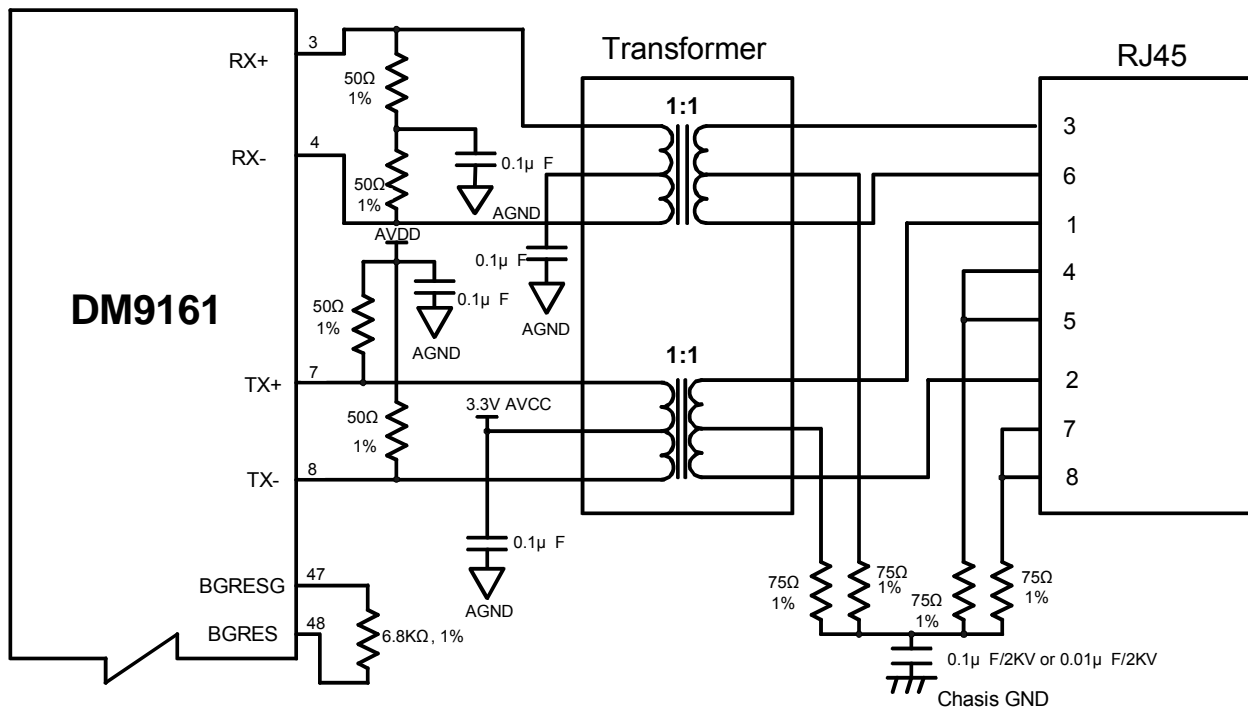 Transformer
RJ45
DM9161
RX+
3
50Ω
1%
RX-
4
50Ω
1%
0.1µ F
AGND
AVDD
0.1µ F
AGND
0.1µ F
AGND
50Ω
1%
TX+
7
50Ω
1%
TX-
8
3.3V AVCC
0.1µ F
AGND
BGRESG
47
BGRES
48
6.8KΩ, 1%
1:1
1:1
3
6
1
4
5
2
7
8
75Ω
1%
75Ω
1%
75Ω
1%
75Ω
1%
0.1µ F/2KV or 0.01µ F/2KV
Chasis GND